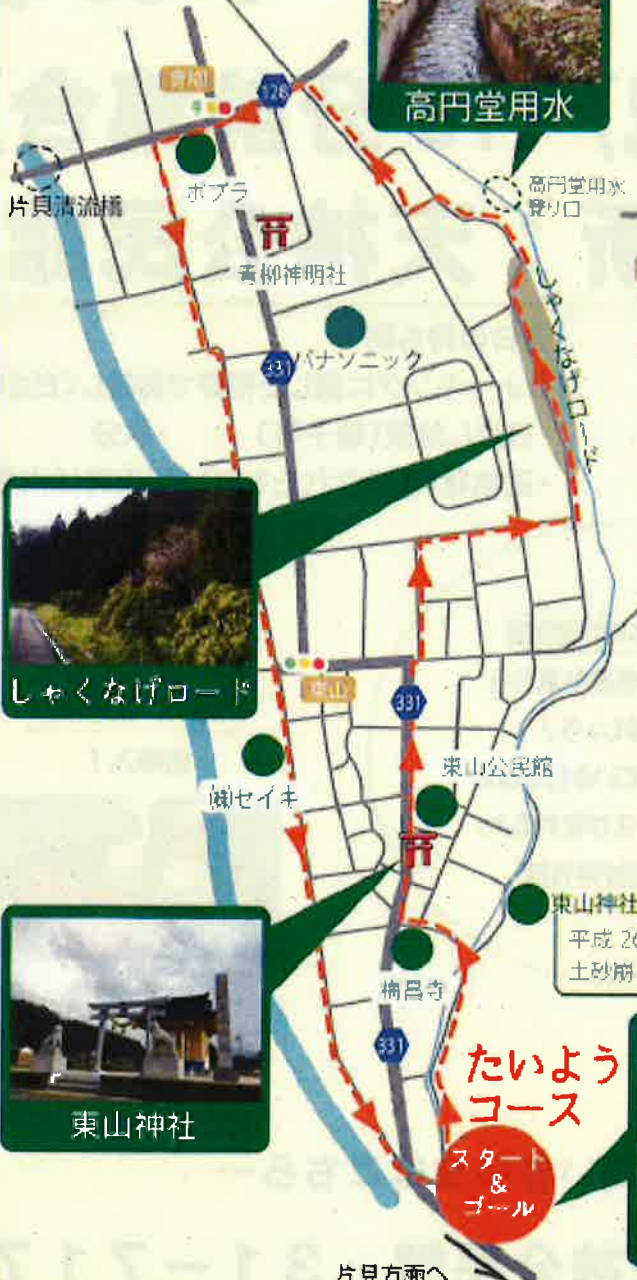 高円堂用水
青柳
128
ポプラ
片貝清流橋
高円堂用水
登り口
青柳神明社
しゃくなげロード
331
パナソニック
しゃくなげロード
東山
331
東山公民館
㈱セイキ
東山神社
平成 26
土砂崩
楠昌寺
331
東山神社
たいよう
コース
スタート
&
ゴール
片貝方面へ